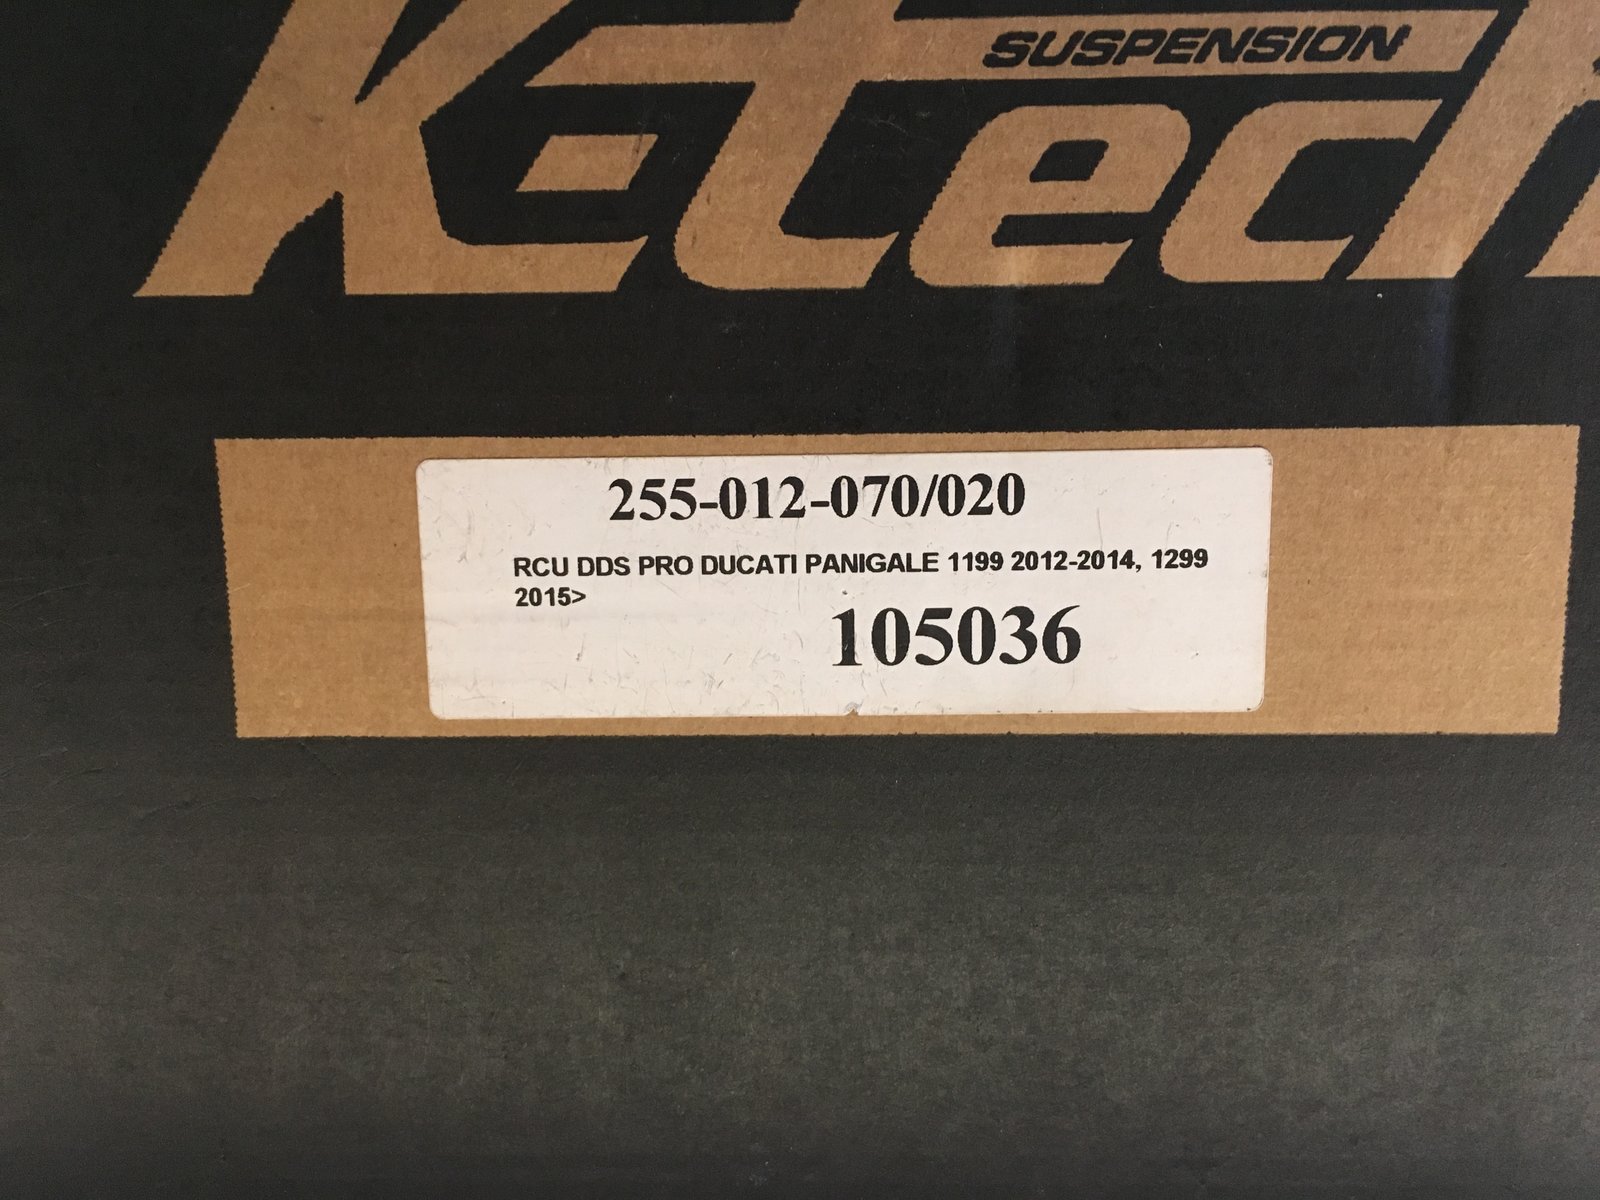 K-tech
SUSPENSION
255-012-070/020
RCU DDS PRO DUCATI PANIGALE 1199 2012-2014, 1299
2015>
105036